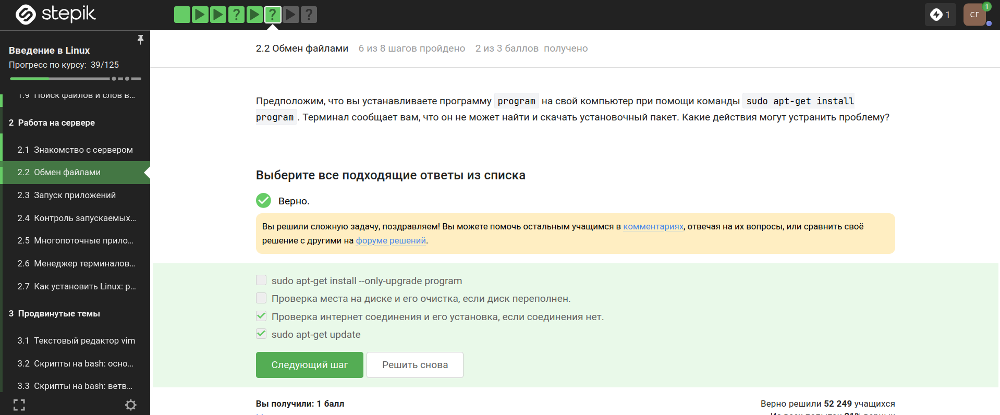 stepik
?
?
?
1
СГ
1
Введение в Linux
Прогресс по курсу: 39/125
1.9 Поиск файлов и слов в...
2 Работа на сервере
2.1 Знакомство с сервером
2.2 Обмен файлами
2.3 Запуск приложений
2.4 Контроль запускаемых...
2.5 Многопоточные прило...
2.6 Менеджер терминалов...
2.7 Как установить Linux: р...
3 Продвинутые темы
3.1 Текстовый редактор vim
3.2 Скрипты на bash: осно...
3.3 Скрипты на bash: ветв...
2.2 Обмен файлами 6 из 8 шагов пройдено 2 из 3 баллов получено
Предположим, что вы устанавливаете программу program на свой компьютер при помощи команды sudo apt-get install
program. Терминал сообщает вам, что он не может найти и скачать установочный пакет. Какие действия могут устранить проблему?
Выберите все подходящие ответы из списка
Верно.
Вы решили сложную задачу, поздравляем! Вы можете помочь остальным учащимся в комментариях, отвечая на их вопросы, или сравнить своё
решение с другими на форуме решений.
sudo apt-get install --only-upgrade program
Проверка места на диске и его очистка, если диск переполнен.
Проверка интернет соединения и его установка, если соединения нет.
sudo apt-get update
Следующий шаг
Решить снова
Вы получили: 1 балл
Верно решили 52 249 учащихся